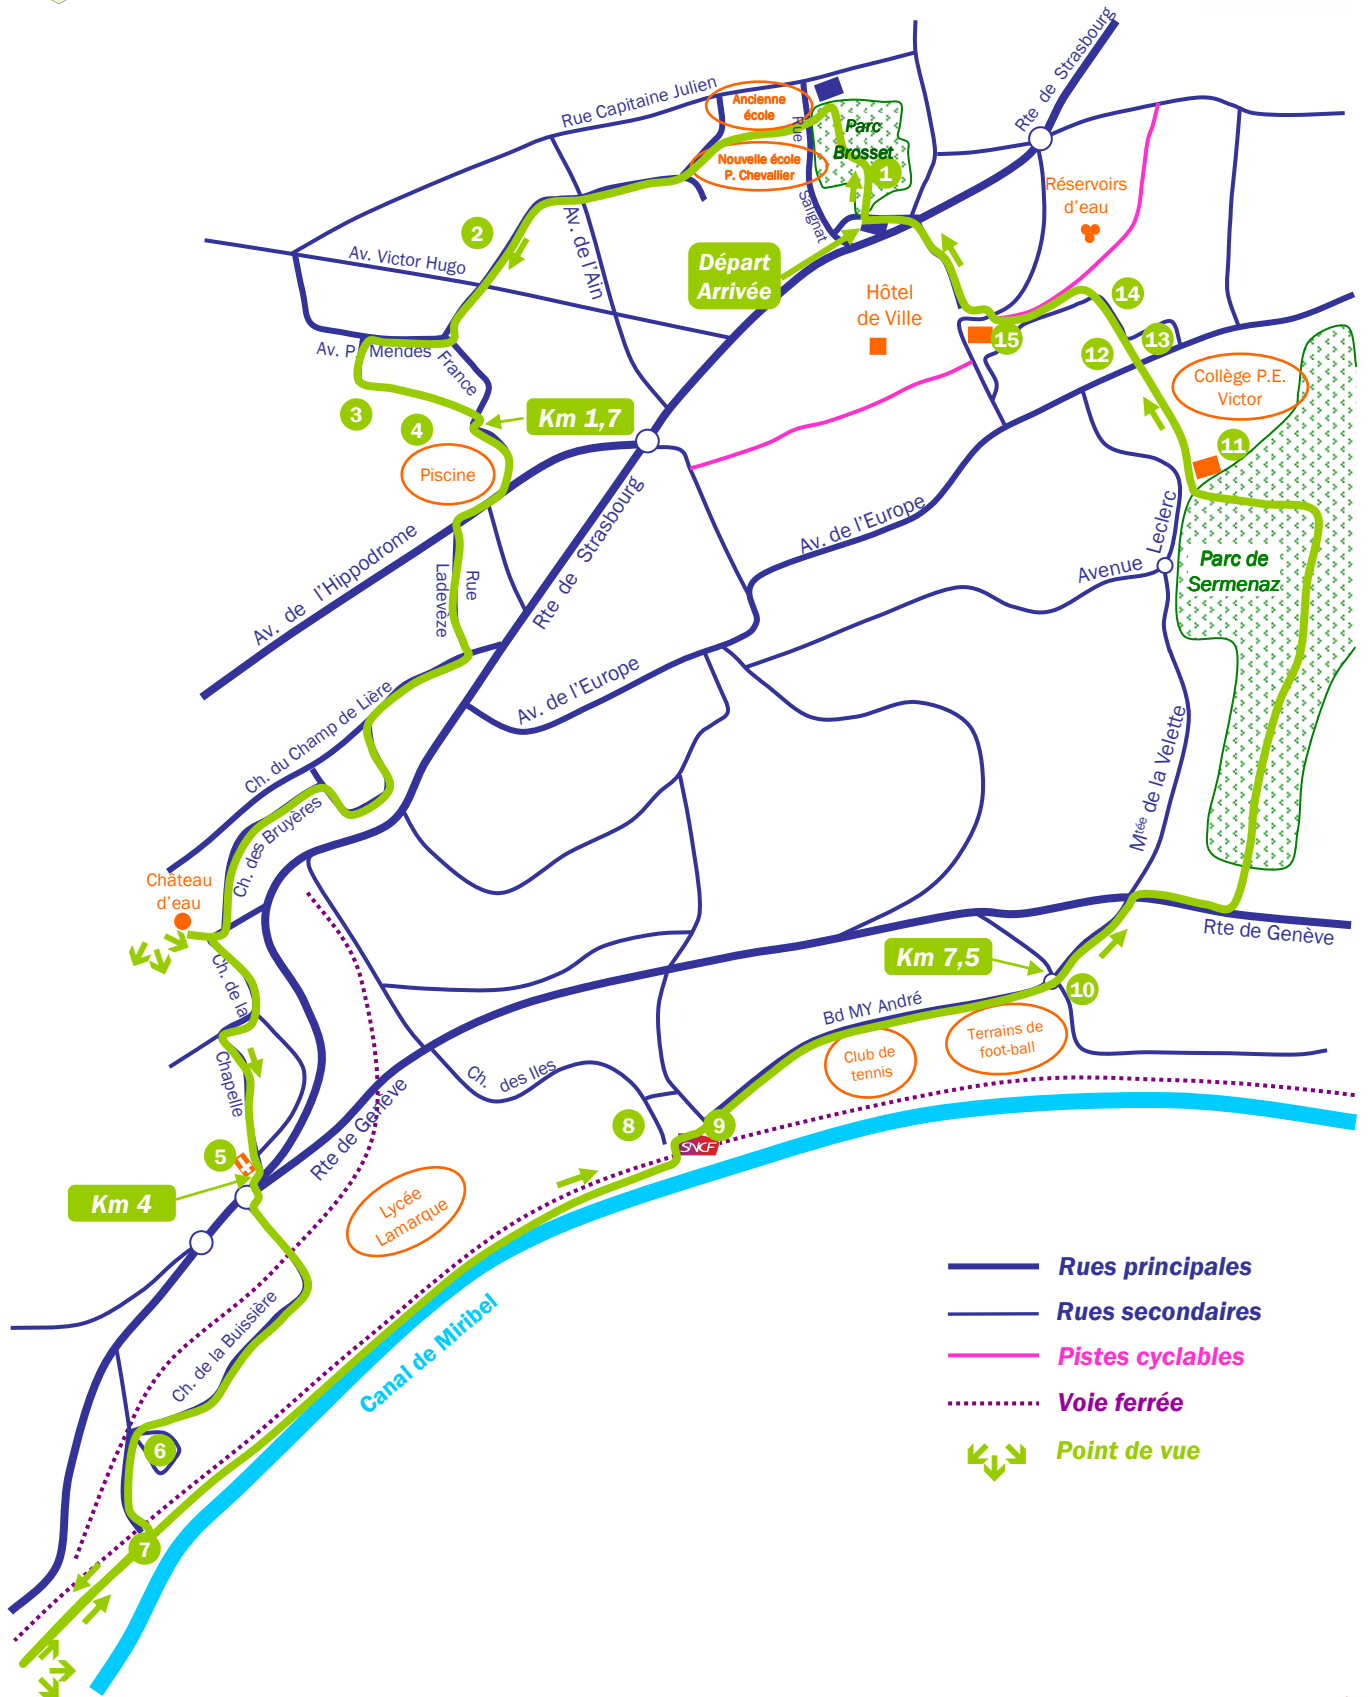 Rte de Strasbourg
Rue Capitaine Julien
Ancienne
école
Rue
Salignat
Parc
Brosset
Nouvelle école
P. Chevallier
1
Réservoirs
d'eau
2
Av. de l'Ain
Av. Victor Hugo
Départ
Arrivée
Hôtel
de Ville
14
15
13
12
Av. P. Mendès
France
Collège P.E.
Victor
3
4
Km 1,7
11
Piscine
Av. de l'Hippodrome
Rte de Strasbourg
Av. de l'Europe
Avenue Leclerc
Parc de
Sermenaz
Rue
Ladevèze
Av. de l'Europe
Ch. du Champ de Lière
Mtée de la Velette
Ch. des Bruyères
Château
d'eau
Rte de Genève
Km 7,5
10
Ch. de la
Chapelle
Bd MY André
Terrains de
foot-ball
Club de
tennis
Ch. des Iles
Rte de Genève
8
9
SNCF
5
Km 4
Lycée
Lamarque
Ch. de la Buissière
Canal de Miribel
6
7
Rues principales
Rues secondaires
Pistes cyclables
Voie ferrée
Point de vue